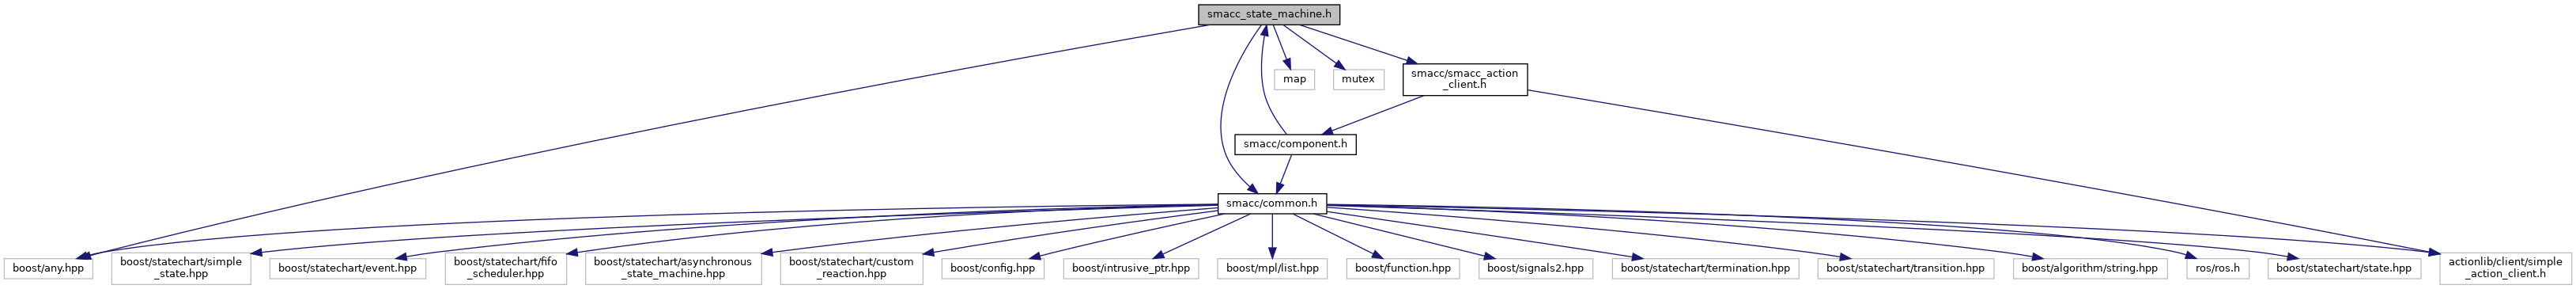 smacc_state_machine.h
map
mutex
smacc/smacc_action
_client.h
smacc/component.h
smacc/common.h
boost/any.hpp
boost/statechart/simple
_state.hpp
boost/statechart/event.hpp
boost/statechart/fifo
_scheduler.hpp
boost/statechart/asynchronous
_state_machine.hpp
boost/statechart/custom
_reaction.hpp
boost/config.hpp
boost/intrusive_ptr.hpp
boost/mpl/list.hpp
boost/function.hpp
boost/signals2.hpp
boost/statechart/termination.hpp
boost/statechart/transition.hpp
boost/algorithm/string.hpp
ros/ros.h
boost/statechart/state.hpp
actionlib/client/simple
_action_client.h